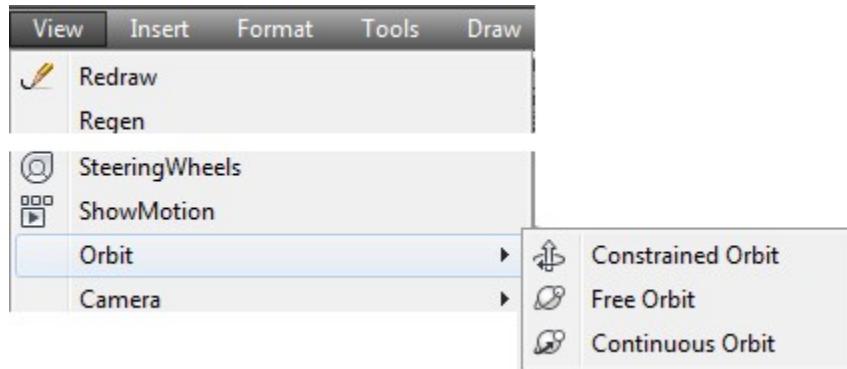 View Insert Format Tools Draw
Redraw
Regen
SteeringWheels
ShowMotion
Orbit
Constrained Orbit
Camera
Free Orbit
Continuous Orbit